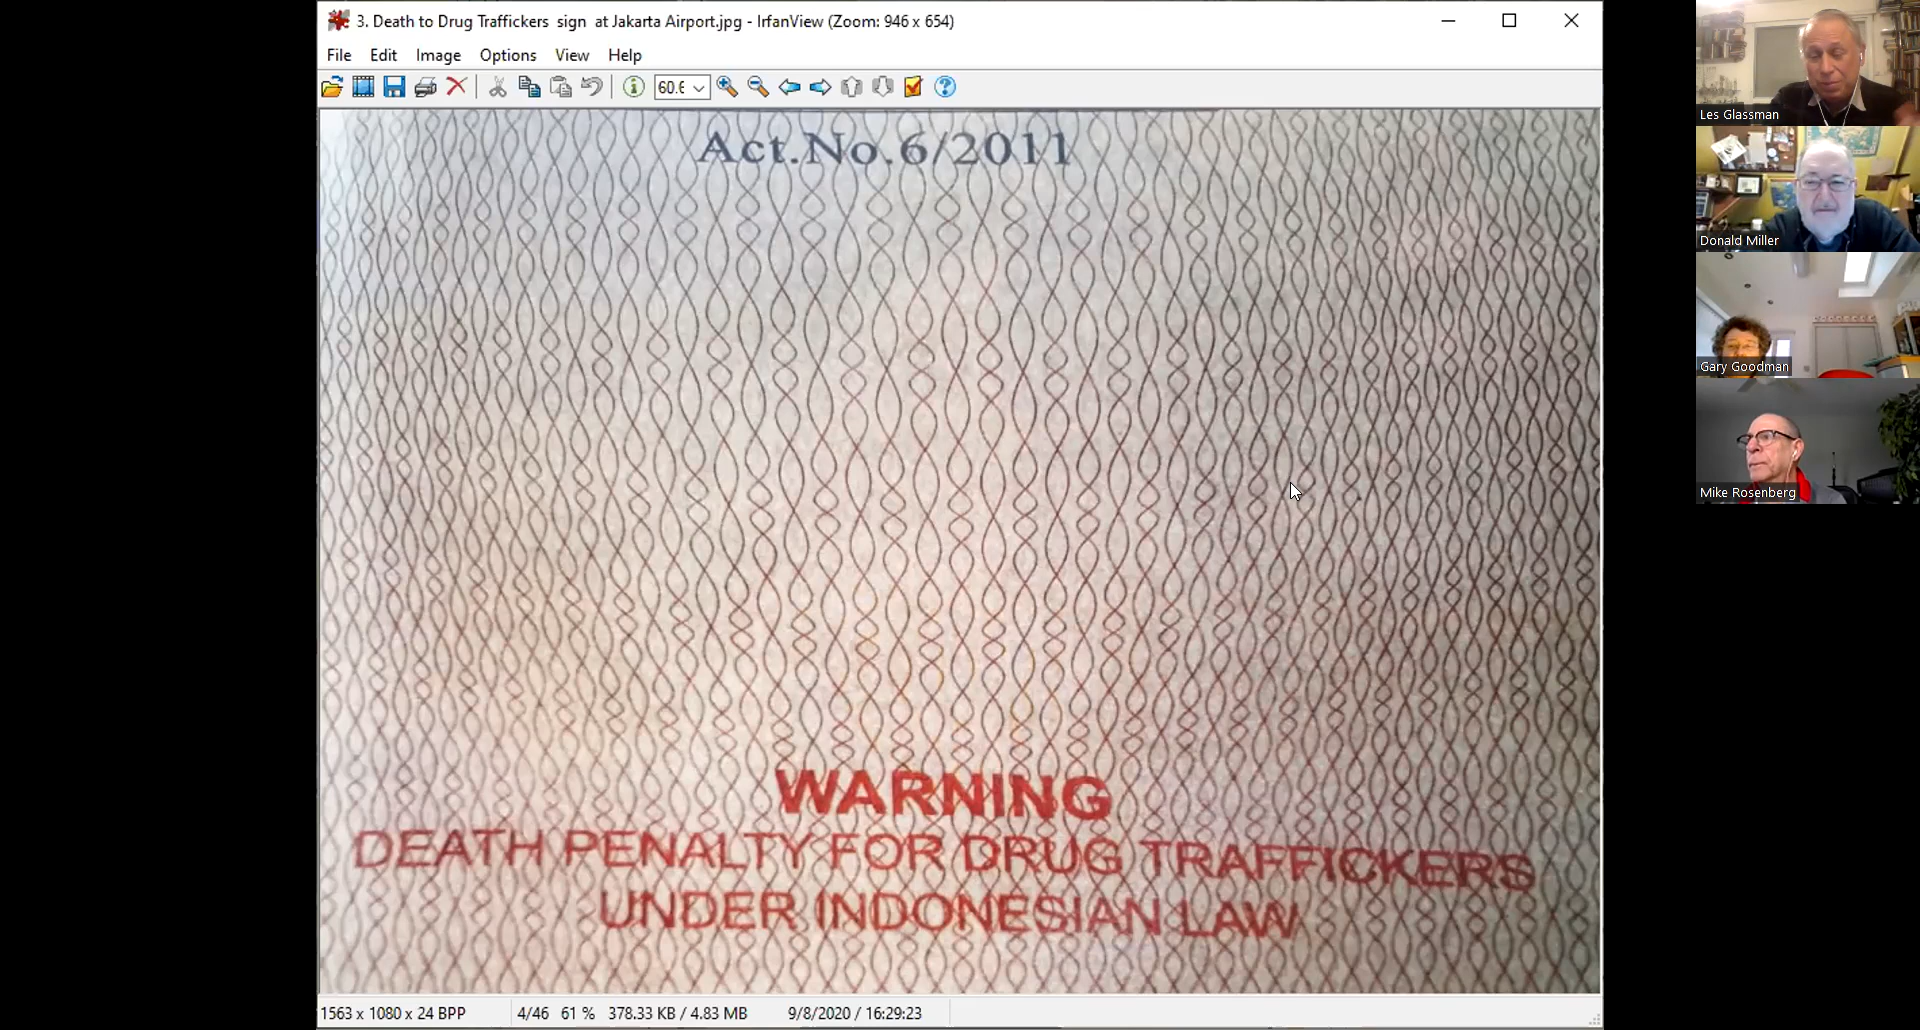 3. Death to Drug Traffickers  sign  at Jakarta Airport.jpg - IrfanView (Zoom: 946 x 654)
File Edit Image Options View Help
60.6
Act.No.6/2011
WARNING
DEATH PENALTY FOR DRUG TRAFFICKERS
UNDER INDONESIAN LAW
1563 x 1080 x 24 BPP 4/46 61 % 378.33 KB / 4.83 MB 9/8/2020 / 16:29:23
Les Glassman
Donald Miller
Gary Goodman
Mike Rosenberg